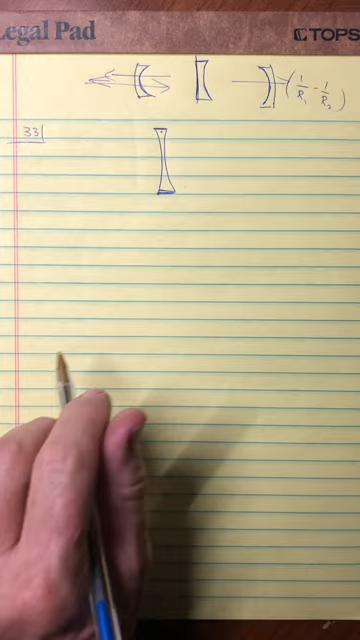 Legal Pad TOPS
(1/R₁ - 1/R₂)
33